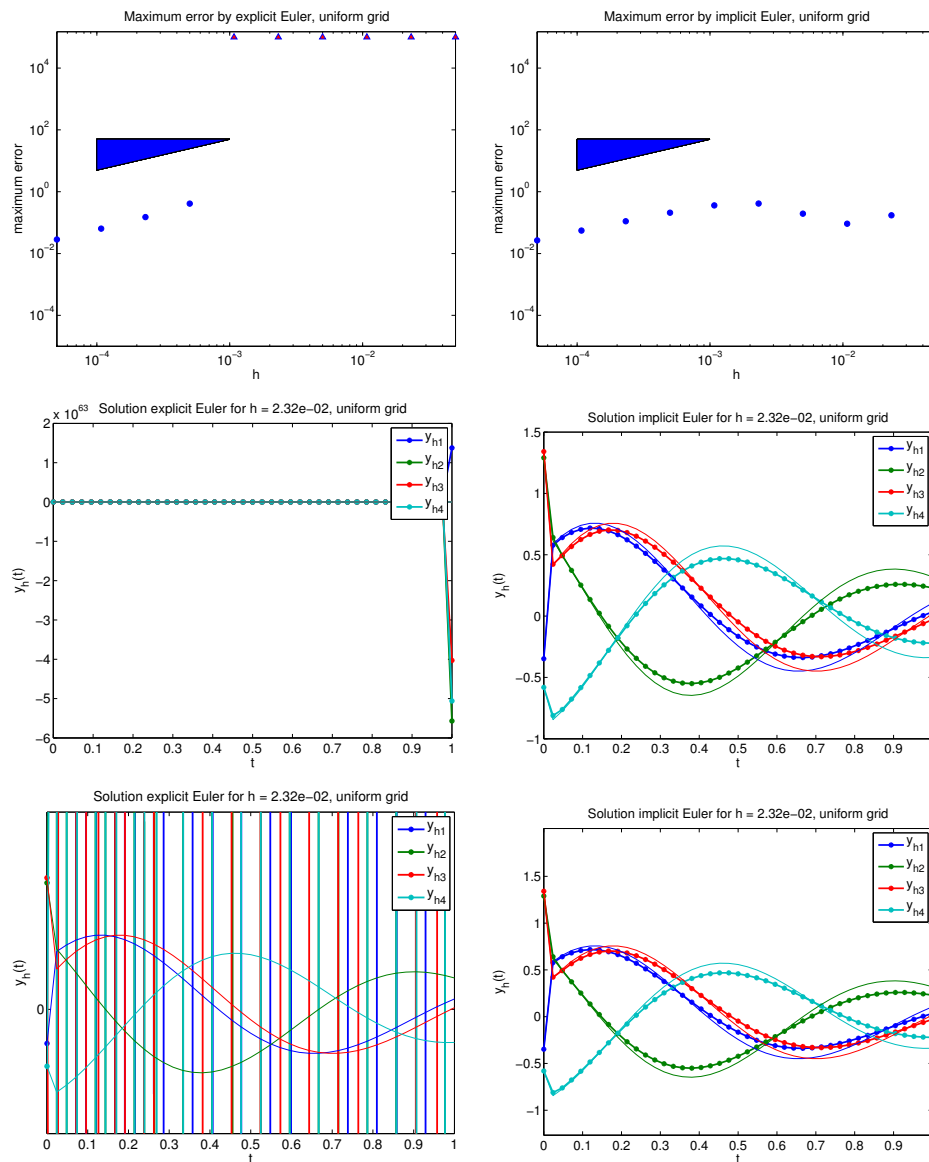 Maximum error by explicit Euler, uniform grid
10^4
10^2
10^0
10^−2
10^−4
maximum error
10^−4
10^−3
10^−2
h
Maximum error by implicit Euler, uniform grid
10^4
10^2
10^0
10^−2
10^−4
maximum error
10^−4
10^−3
10^−2
h
x 10^63
Solution explicit Euler for h = 2.32e−02, uniform grid
2
1
0
−1
−2
−3
−4
−5
−6
y_h(t)
y_h1
y_h2
y_h3
y_h4
0 0.1 0.2 0.3 0.4 0.5 0.6 0.7 0.8 0.9 1
t
Solution implicit Euler for h = 2.32e−02, uniform grid
1.5
1
0.5
0
−0.5
−1
y_h(t)
y_h1
y_h2
y_h3
y_h4
0 0.1 0.2 0.3 0.4 0.5 0.6 0.7 0.8 0.9
t
Solution explicit Euler for h = 2.32e−02, uniform grid
0
y_h(t)
y_h1
y_h2
y_h3
y_h4
0 0.1 0.2 0.3 0.4 0.5 0.6 0.7 0.8 0.9 1
t
Solution implicit Euler for h = 2.32e−02, uniform grid
1.5
1
0.5
0
−0.5
−1
y_h(t)
y_h1
y_h2
y_h3
y_h4
0 0.1 0.2 0.3 0.4 0.5 0.6 0.7 0.8 0.9
t